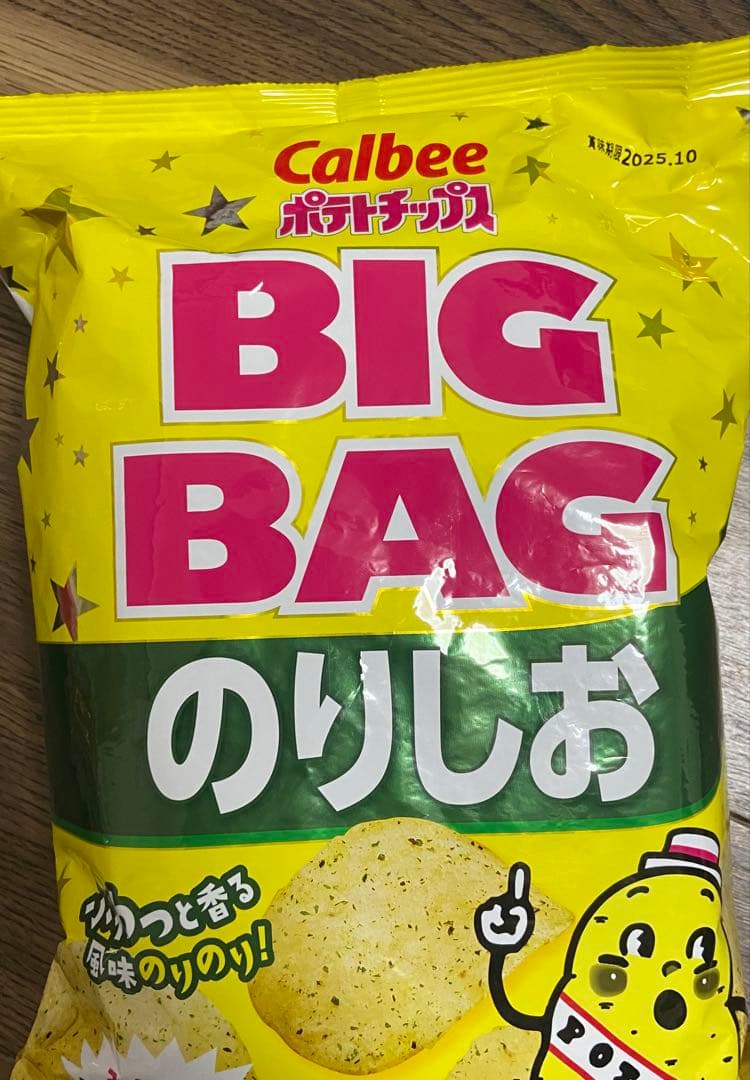 Calbee
賞味期限2025.10
ポテトチップス
BIG
BAG
のりしお
ふわっと香る
風味のりのり!
POT